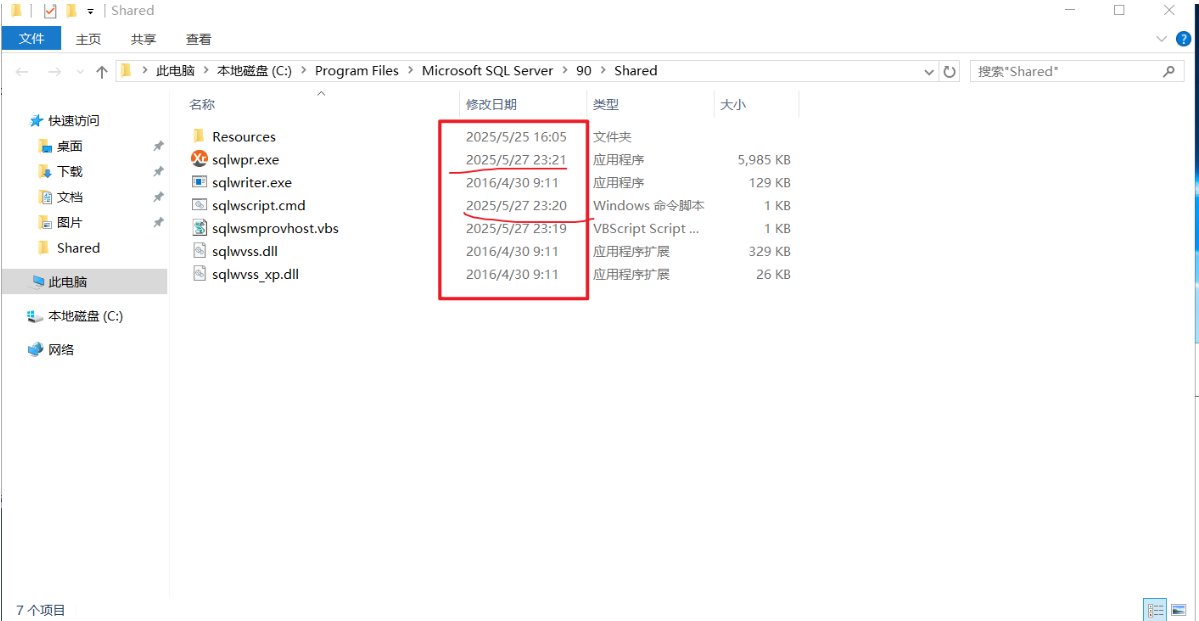 Shared
文件 主页 共享 查看
此电脑 本地磁盘 (C:) Program Files Microsoft SQL Server 90 Shared 搜索"Shared"
快速访问
桌面
下载
文档
图片
Shared
此电脑
本地磁盘 (C:)
网络
名称 修改日期 类型 大小
Resources 2025/5/25 16:05 文件夹
sqlwpr.exe 2025/5/27 23:21 应用程序 5,985 KB
sqlwriter.exe 2016/4/30 9:11 应用程序 129 KB
sqlwscript.cmd 2025/5/27 23:20 Windows 命令脚本 1 KB
sqlwsmprovhost.vbs 2025/5/27 23:19 VBScript Script ... 1 KB
sqlwvss.dll 2016/4/30 9:11 应用程序扩展 329 KB
sqlwvss_xp.dll 2016/4/30 9:11 应用程序扩展 26 KB
7 个项目